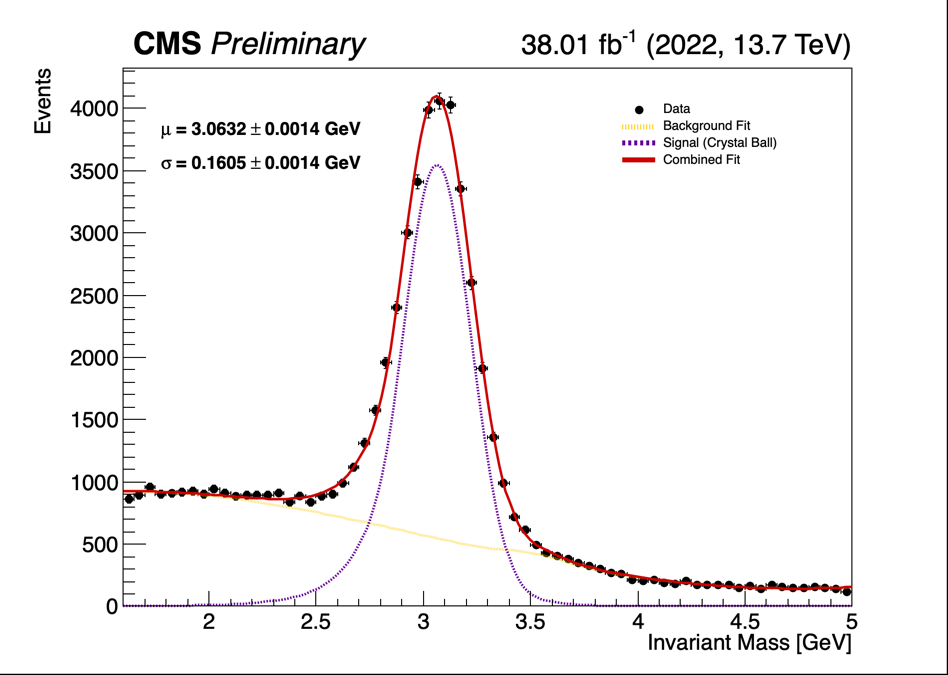 CMS Preliminary
38.01 fb⁻¹ (2022, 13.7 TeV)
Events
4000
3500
3000
2500
2000
1500
1000
500
0
μ = 3.0632 ± 0.0014 GeV
σ = 0.1605 ± 0.0014 GeV
Data
Background Fit
Signal (Crystal Ball)
Combined Fit
2 2.5 3 3.5 4 4.5 5
Invariant Mass [GeV]